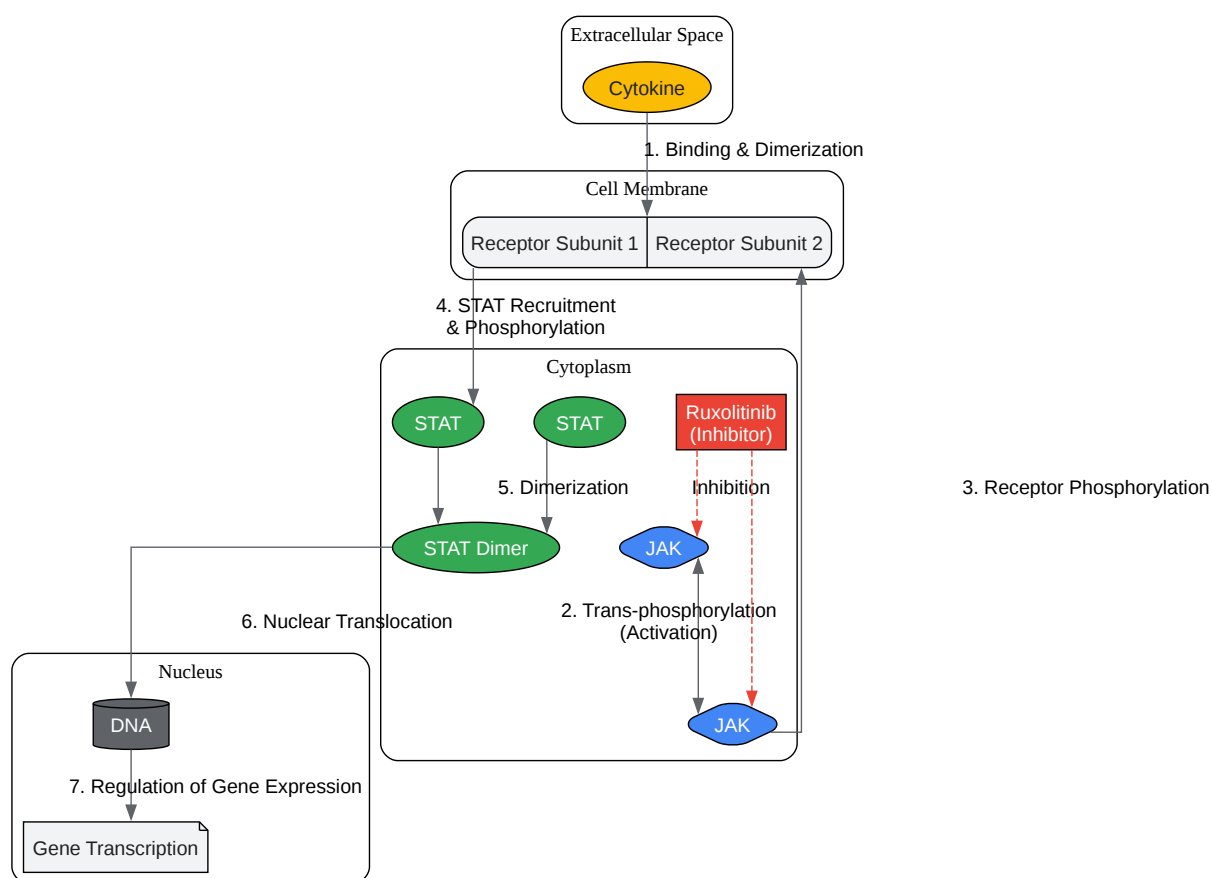 Extracellular Space
Cytokine
1. Binding & Dimerization
Cell Membrane
Receptor Subunit 1
Receptor Subunit 2
4. STAT Recruitment
& Phosphorylation
Cytoplasm
STAT
STAT
Ruxolitinib
(Inhibitor)
5. Dimerization
Inhibition
3. Receptor Phosphorylation
STAT Dimer
JAK
2. Trans-phosphorylation
(Activation)
6. Nuclear Translocation
Nucleus
DNA
JAK
7. Regulation of Gene Expression
Gene Transcription